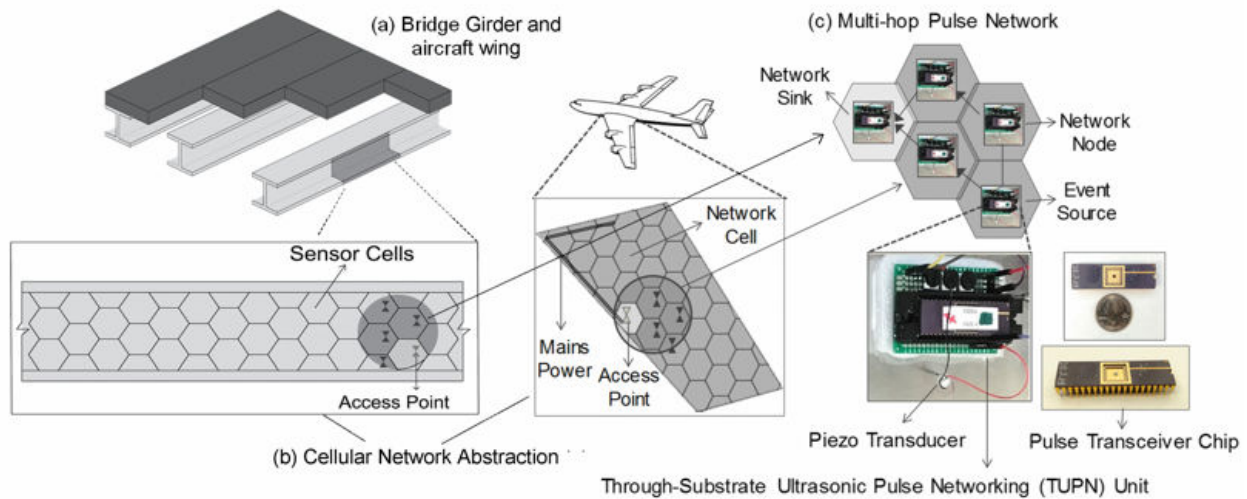 (a) Bridge Girder and
aircraft wing
(c) Multi-hop Pulse Network
Network
Sink
Network
Node
Event
Source
Sensor Cells
Network
Cell
Mains
Power
Access
Point
Access Point
(b) Cellular Network Abstraction
Piezo Transducer
Pulse Transceiver Chip
Through-Substrate Ultrasonic Pulse Networking (TUPN) Unit